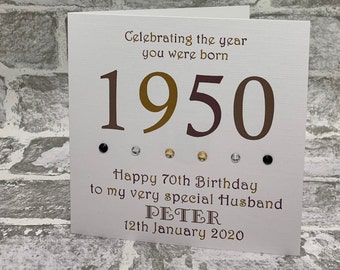 Celebrating the year
you were born
1950
Happy 70th Birthday
to my very special Husband
PETER
12th January 2020